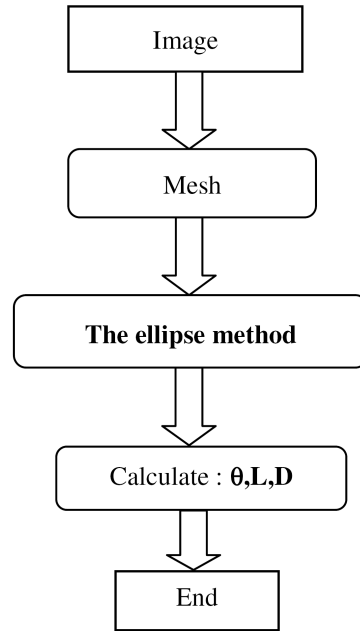 Image
Mesh
The ellipse method
Calculate : θ,L,D
End